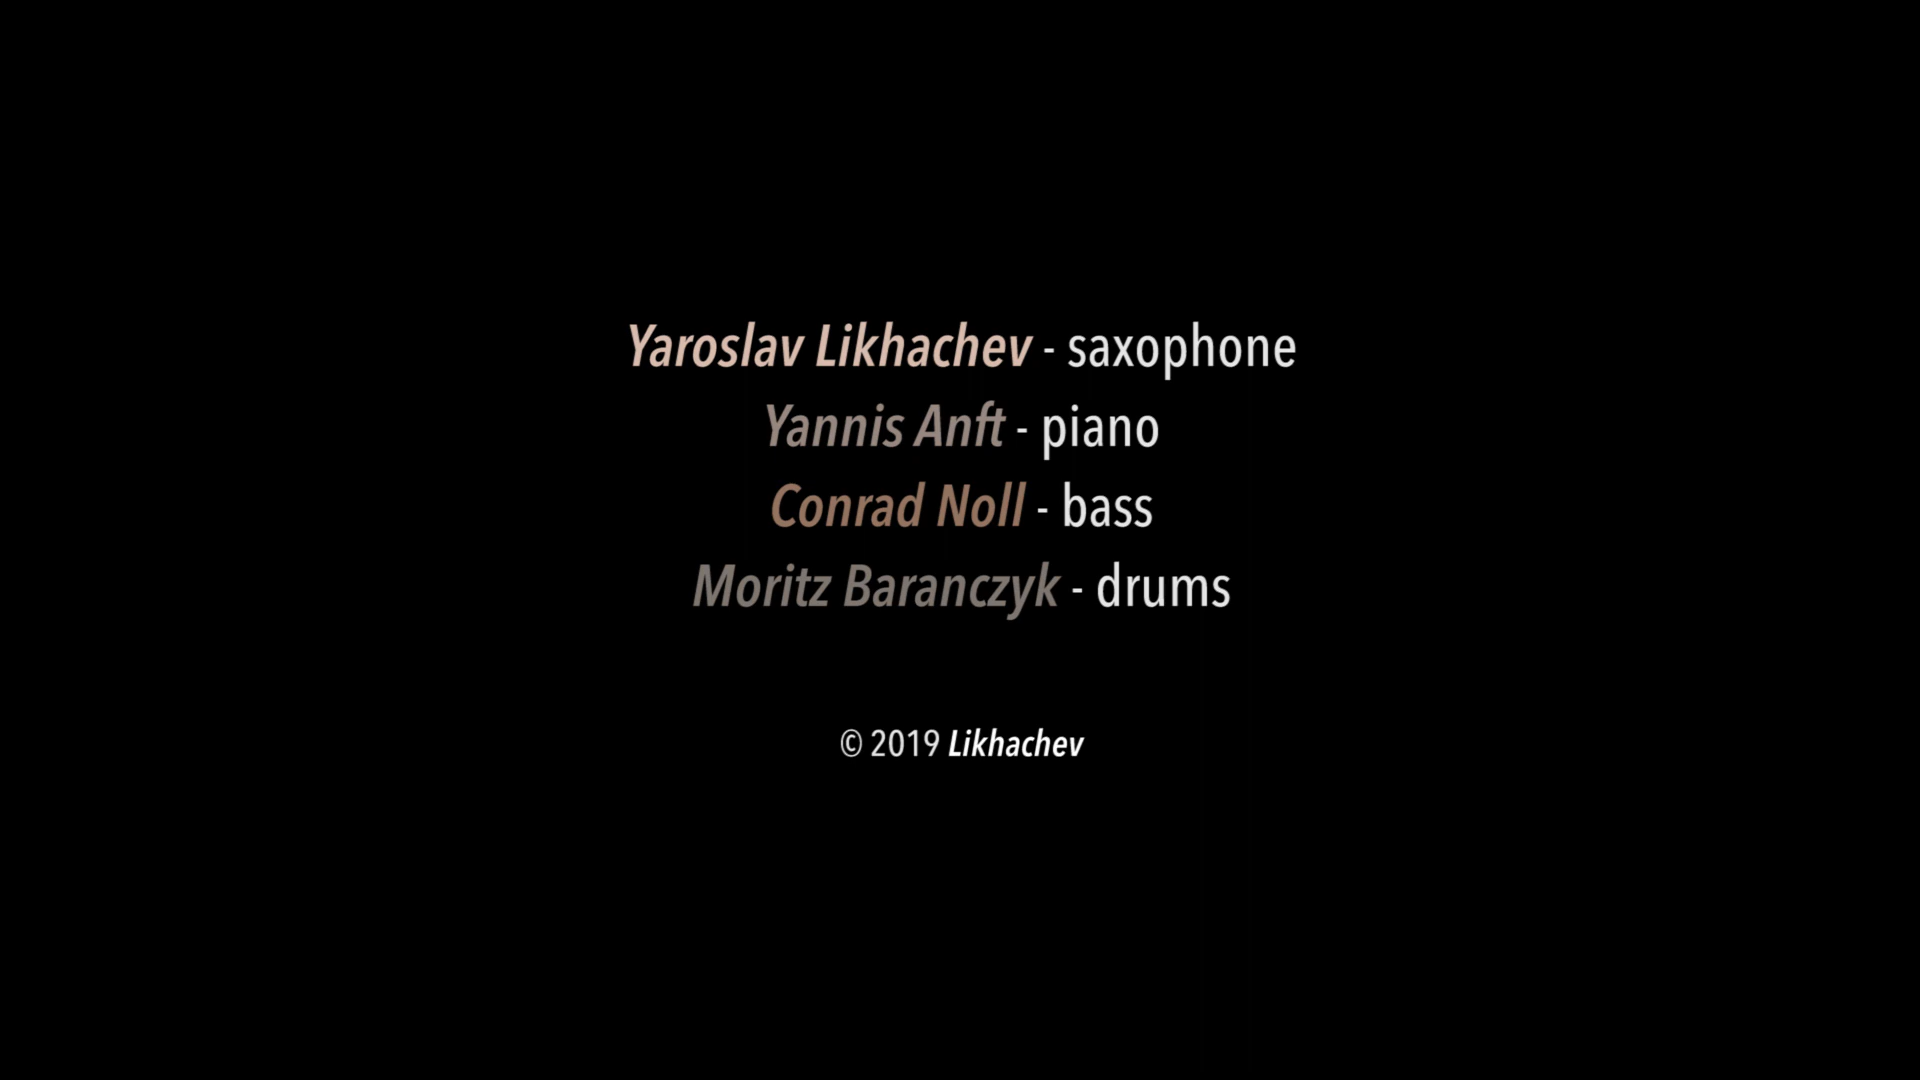 Yaroslav Likhachev - saxophone
Yannis Anft - piano
Conrad Noll - bass
Moritz Baranczyk - drums
© 2019 Likhachev